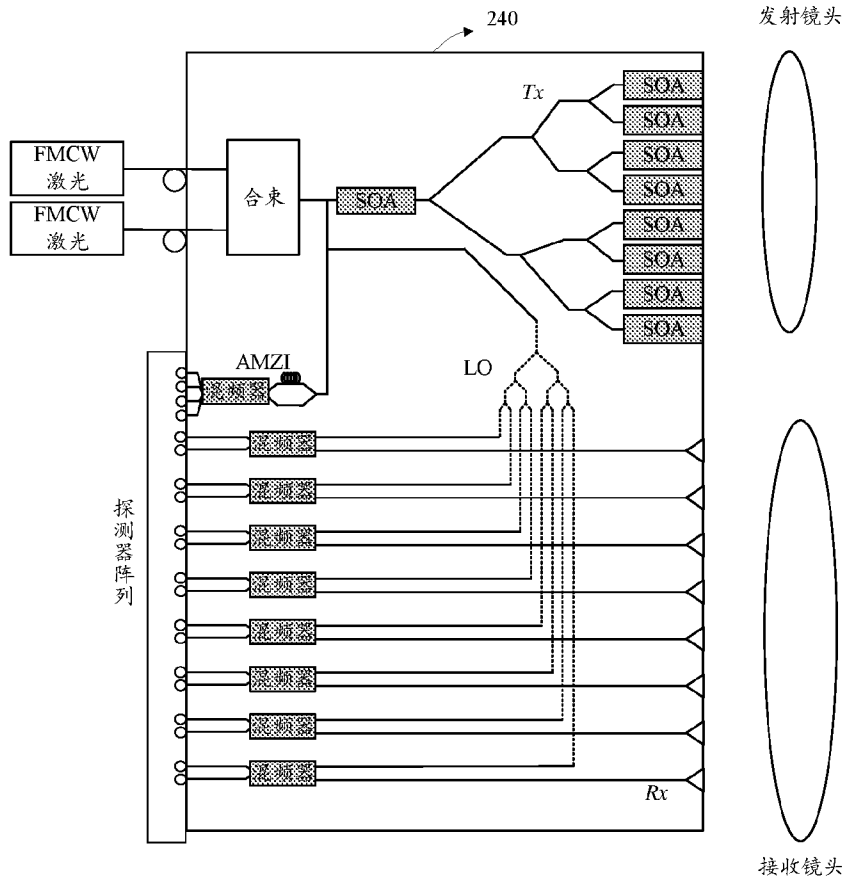 发射镜头
240
Tx
SOA
SOA
SOA
SOA
SOA
SOA
SOA
SOA
FMCW
激光
FMCW
激光
合束
SOA
AMZI
混频器
LO
混频器
混频器
混频器
混频器
混频器
混频器
混频器
混频器
探测器阵列
Rx
接收镜头